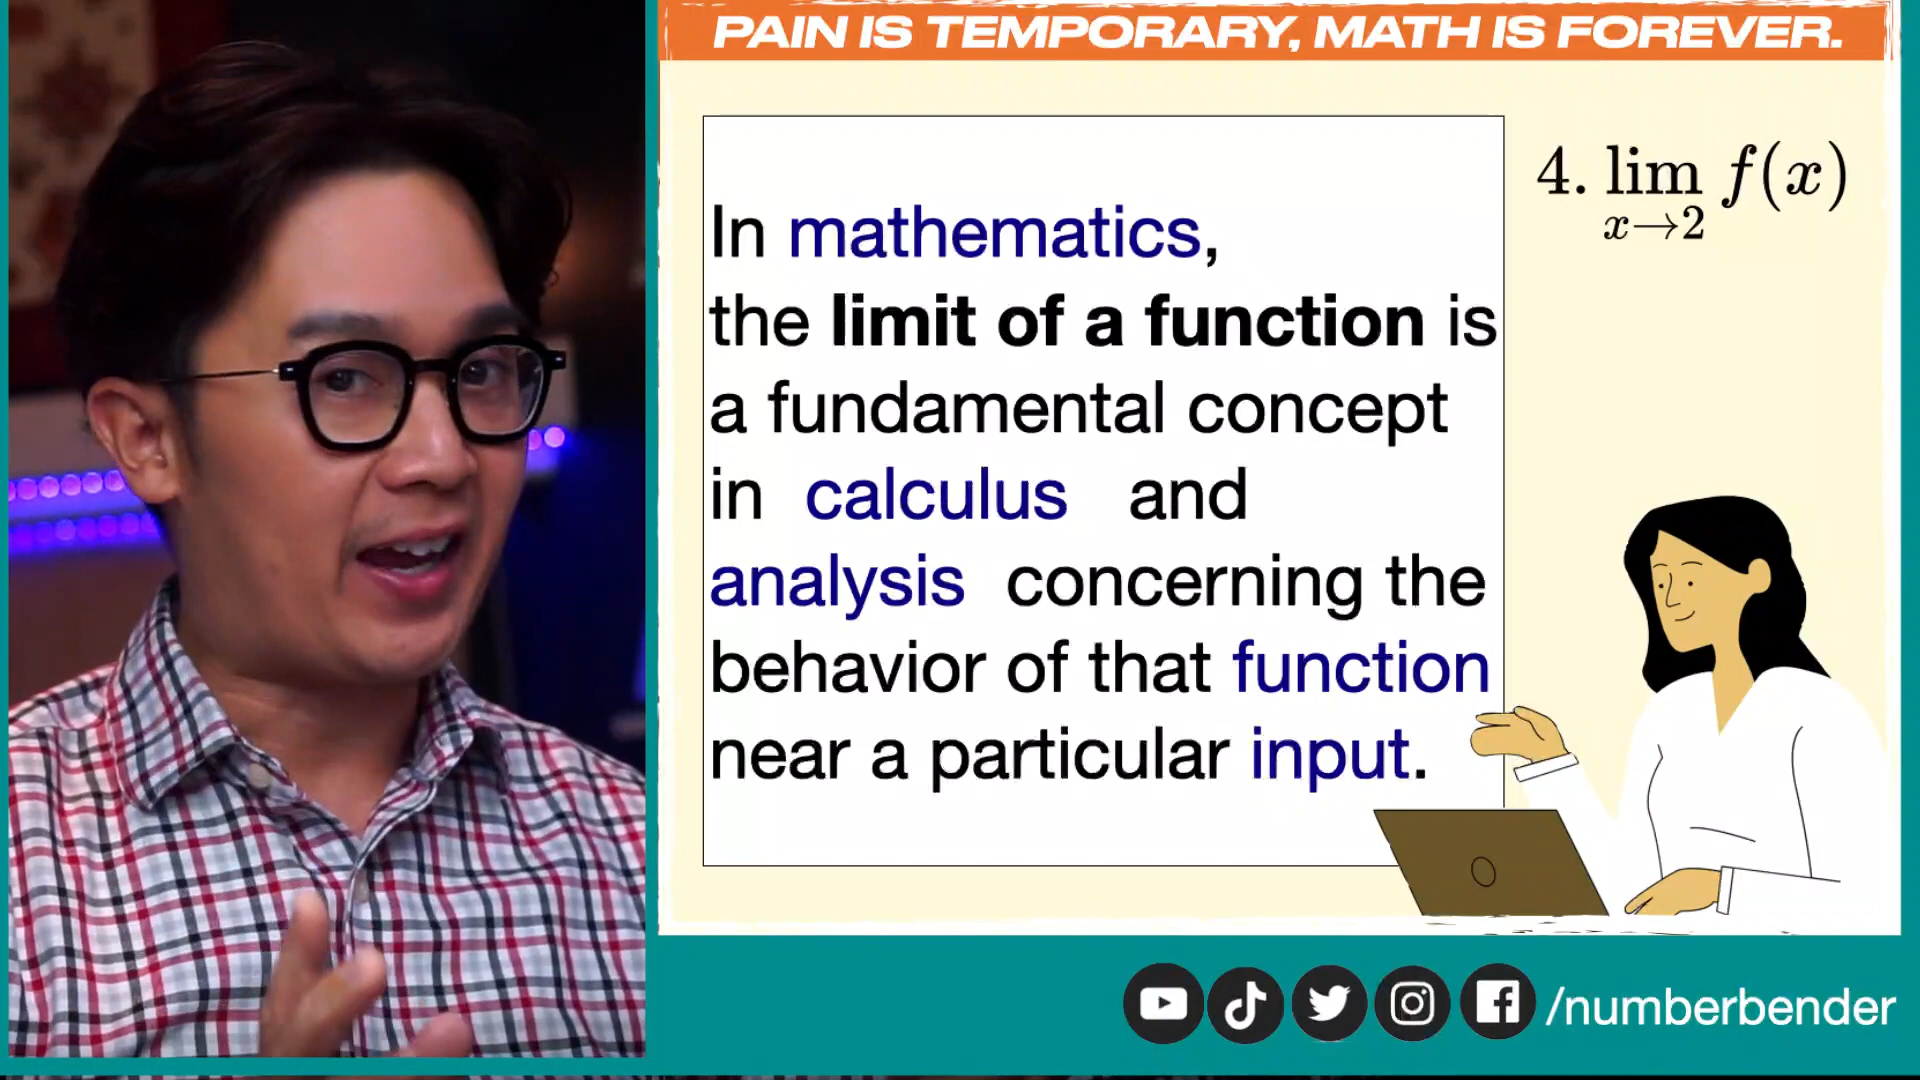 PAIN IS TEMPORARY, MATH IS FOREVER.
In mathematics,
the limit of a function is
a fundamental concept
in calculus and
analysis concerning the
behavior of that function
near a particular input.
4. lim f(x)
x→2
/numberbender